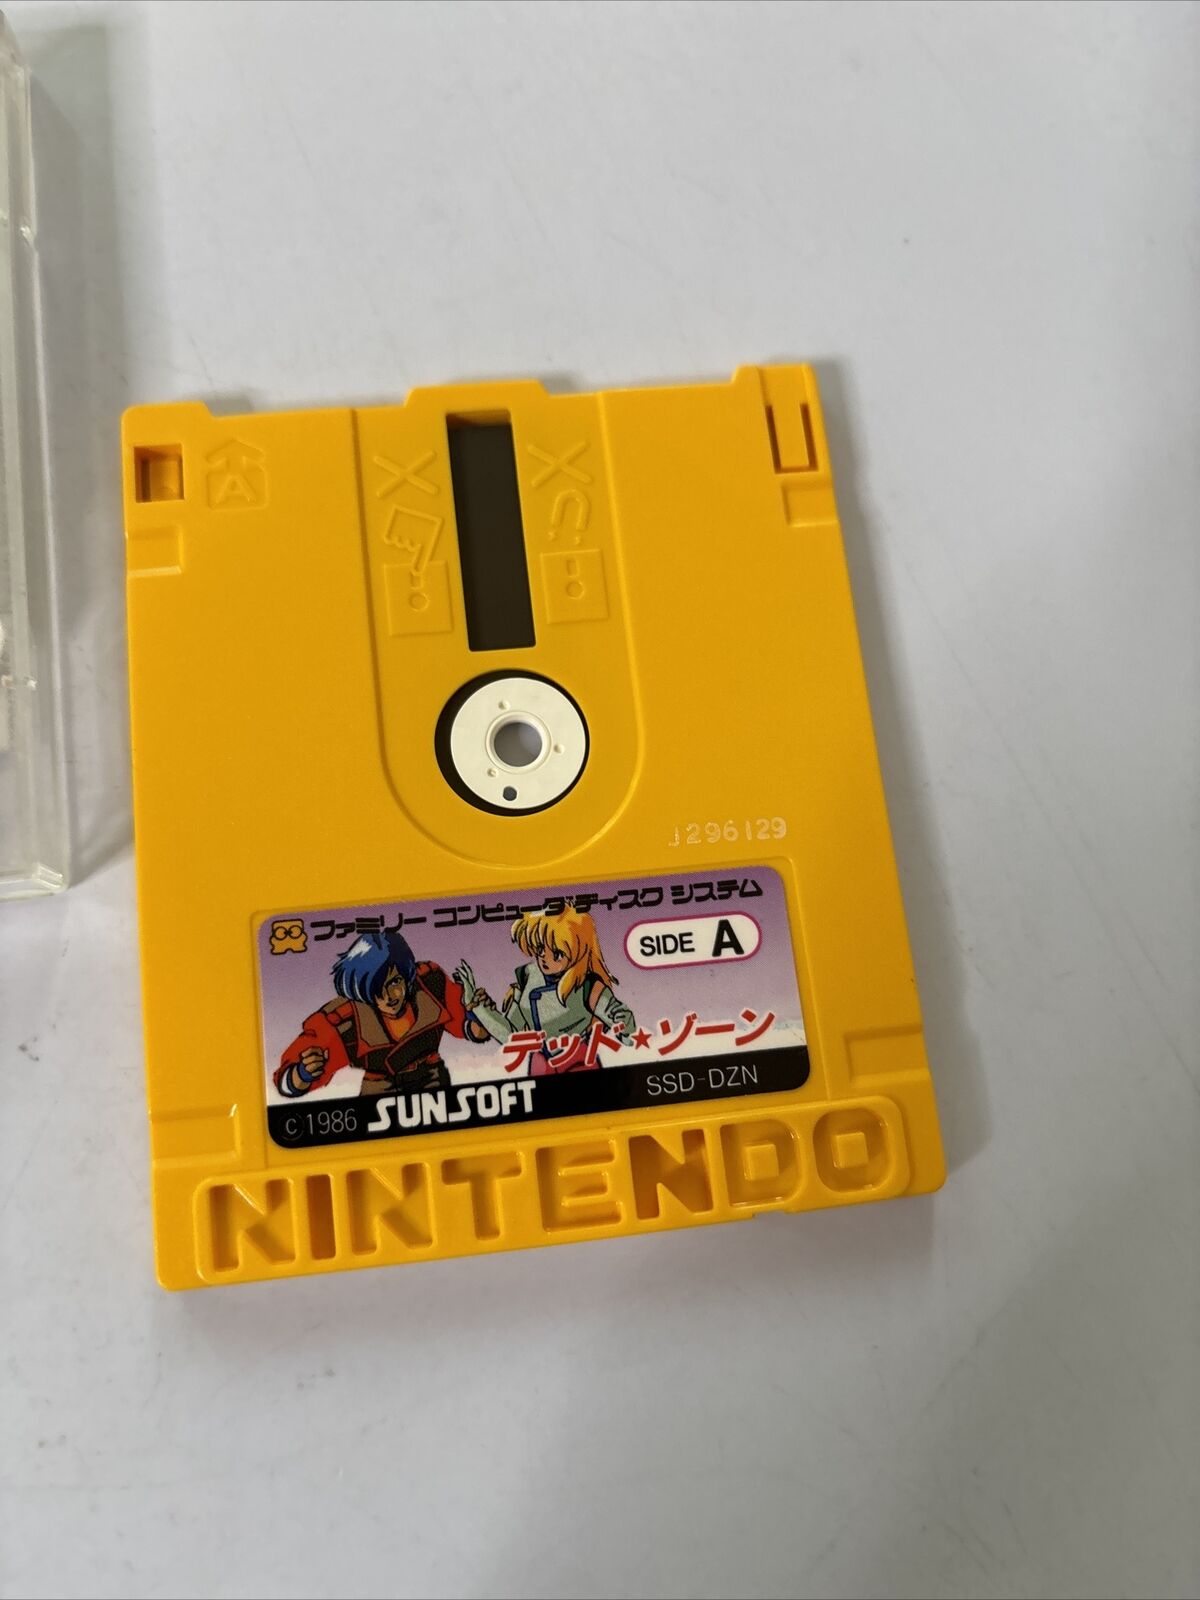 A
J296129
ファミリー コンピュータ ディスク システム
SIDE A
デッド★ゾーン
©1986 SUNSOFT SSD-DZN
NINTENDO